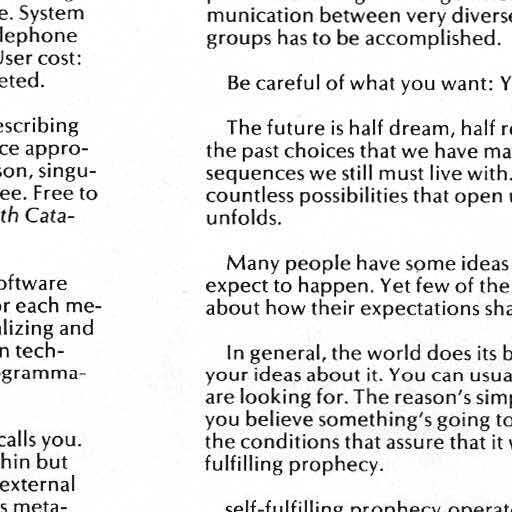 e. System
lephone
User cost:
eted.
escribing
ce appro-
son, singu-
ee. Free to
th Cata-
oftware
or each me-
alizing and
n tech-
ogramma-
calls you.
hin but
external
s meta-
munication between very diverse
groups has to be accomplished.
Be careful of what you want: Y
The future is half dream, half r
the past choices that we have ma
sequences we still must live with.
countless possibilities that open
unfolds.
Many people have some ideas
expect to happen. Yet few of the
about how their expectations sha
In general, the world does its b
your ideas about it. You can usua
are looking for. The reason's simp
you believe something's going to
the conditions that assure that it
fulfilling prophecy.
self-fulfilling prophecy operat